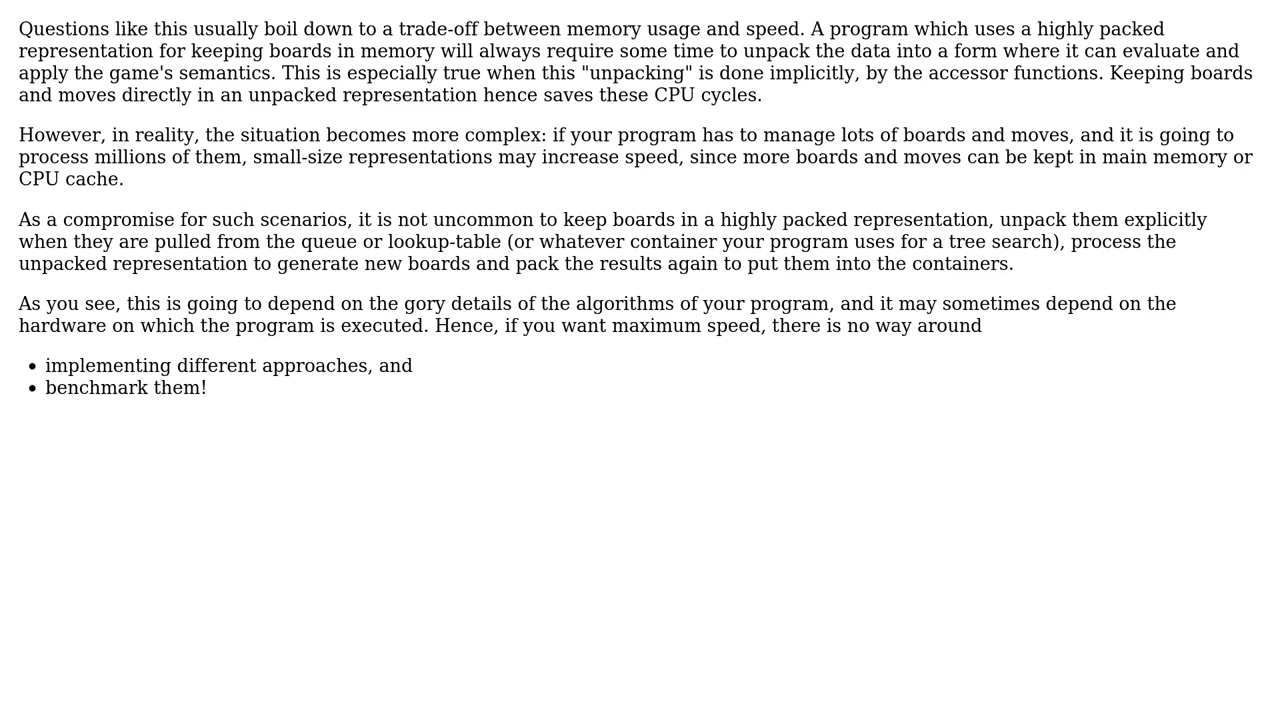 Questions like this usually boil down to a trade-off between memory usage and speed. A program which uses a highly packed
representation for keeping boards in memory will always require some time to unpack the data into a form where it can evaluate and
apply the game's semantics. This is especially true when this "unpacking" is done implicitly, by the accessor functions. Keeping boards
and moves directly in an unpacked representation hence saves these CPU cycles.
However, in reality, the situation becomes more complex: if your program has to manage lots of boards and moves, and it is going to
process millions of them, small-size representations may increase speed, since more boards and moves can be kept in main memory or
CPU cache.
As a compromise for such scenarios, it is not uncommon to keep boards in a highly packed representation, unpack them explicitly
when they are pulled from the queue or lookup-table (or whatever container your program uses for a tree search), process the
unpacked representation to generate new boards and pack the results again to put them into the containers.
As you see, this is going to depend on the gory details of the algorithms of your program, and it may sometimes depend on the
hardware on which the program is executed. Hence, if you want maximum speed, there is no way around
• implementing different approaches, and
• benchmark them!